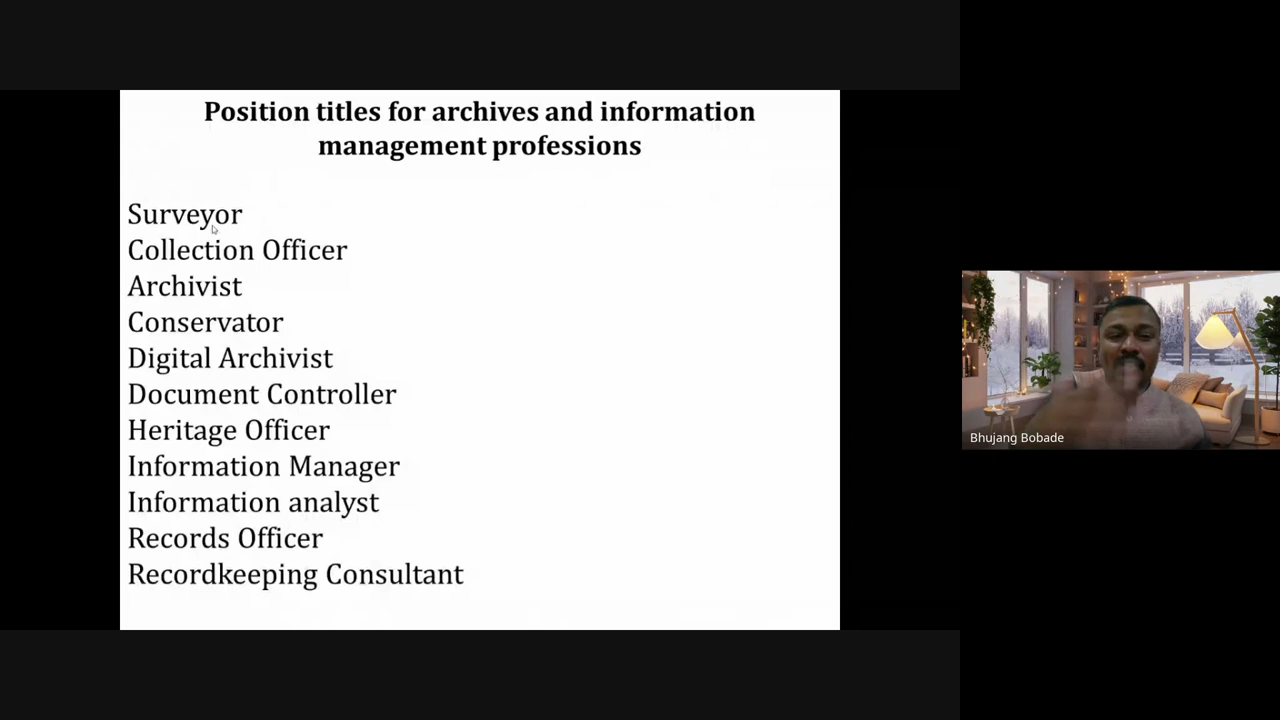 Position titles for archives and information
management professions
Surveyor
Collection Officer
Archivist
Conservator
Digital Archivist
Document Controller
Heritage Officer
Information Manager
Information analyst
Records Officer
Recordkeeping Consultant
Bhujang Bobade